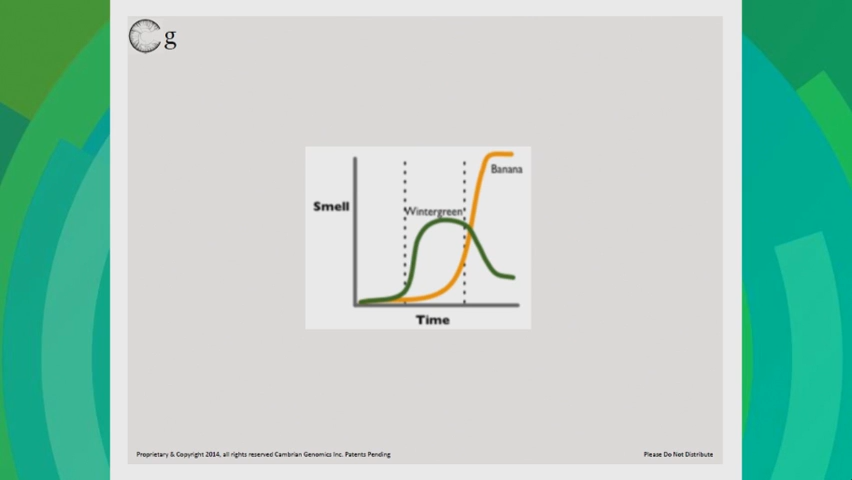 Cg
Banana
Smell
Wintergreen
Time
Proprietary & Copyright 2014, all rights reserved Cambrian Genomics Inc. Patents Pending
Please Do Not Distribute